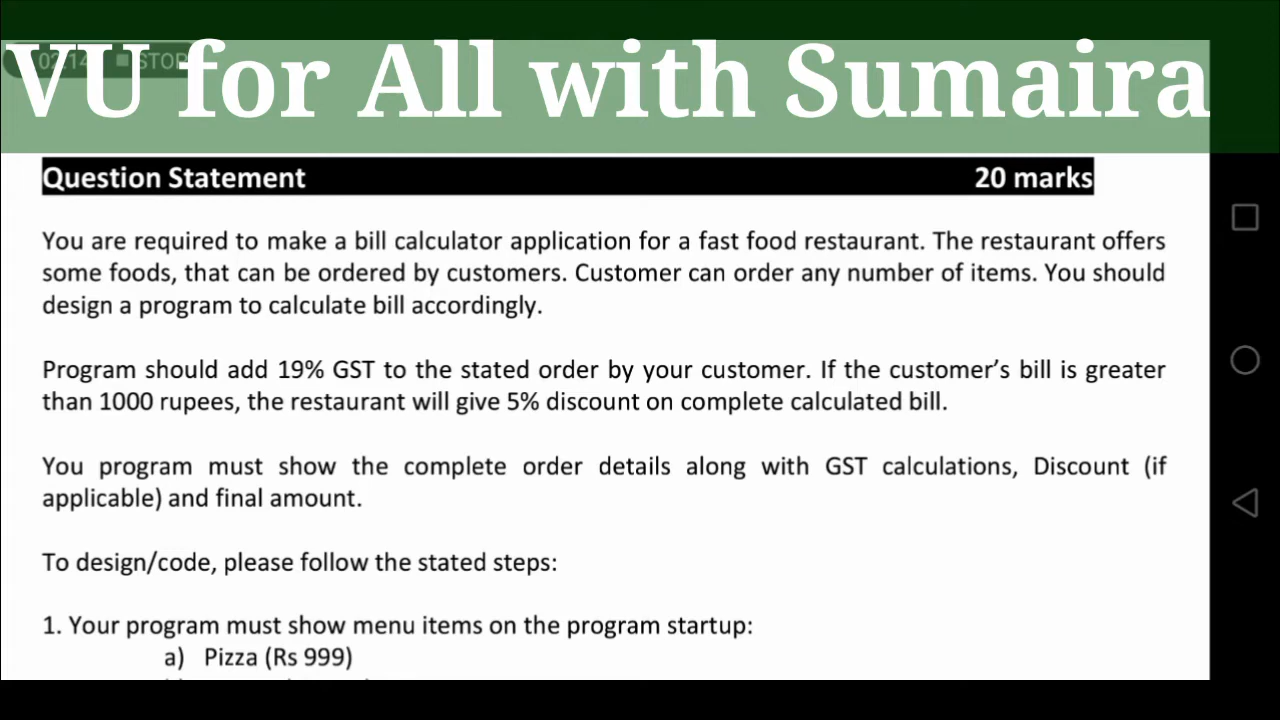 VU for All with Sumaira
02:14 STOP
Question Statement 20 marks
You are required to make a bill calculator application for a fast food restaurant. The restaurant offers
some foods, that can be ordered by customers. Customer can order any number of items. You should
design a program to calculate bill accordingly.
Program should add 19% GST to the stated order by your customer. If the customer’s bill is greater
than 1000 rupees, the restaurant will give 5% discount on complete calculated bill.
You program must show the complete order details along with GST calculations, Discount (if
applicable) and final amount.
To design/code, please follow the stated steps:
1. Your program must show menu items on the program startup:
a) Pizza (Rs 999)